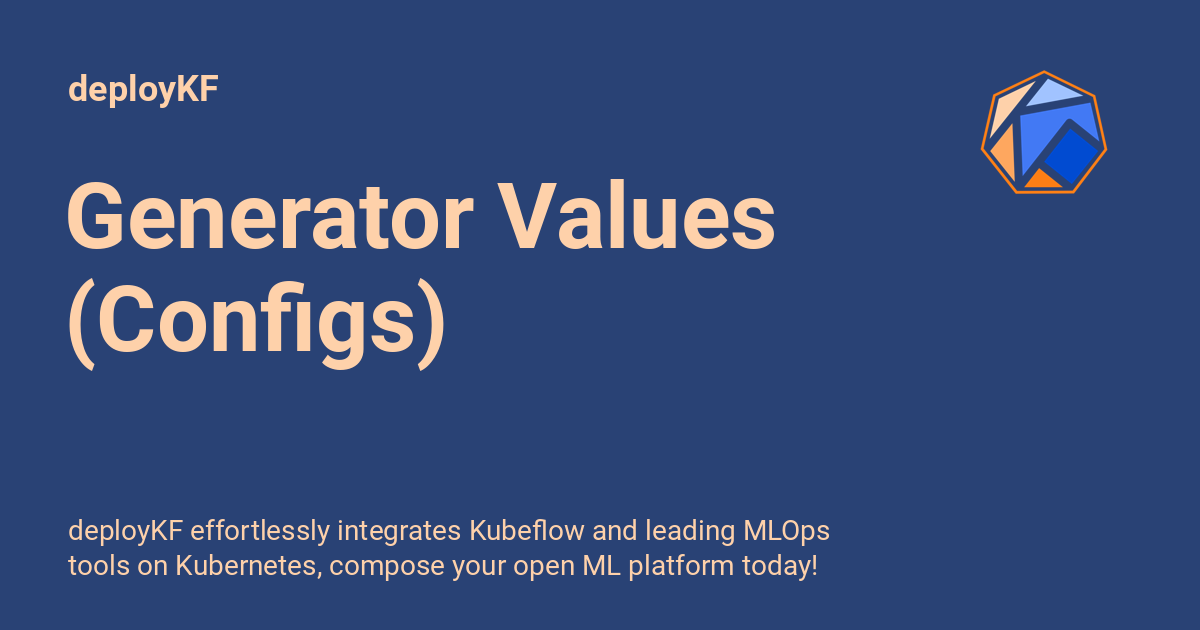 deployKF
Generator Values
(Configs)
deployKF effortlessly integrates Kubeflow and leading MLOps
tools on Kubernetes, compose your open ML platform today!